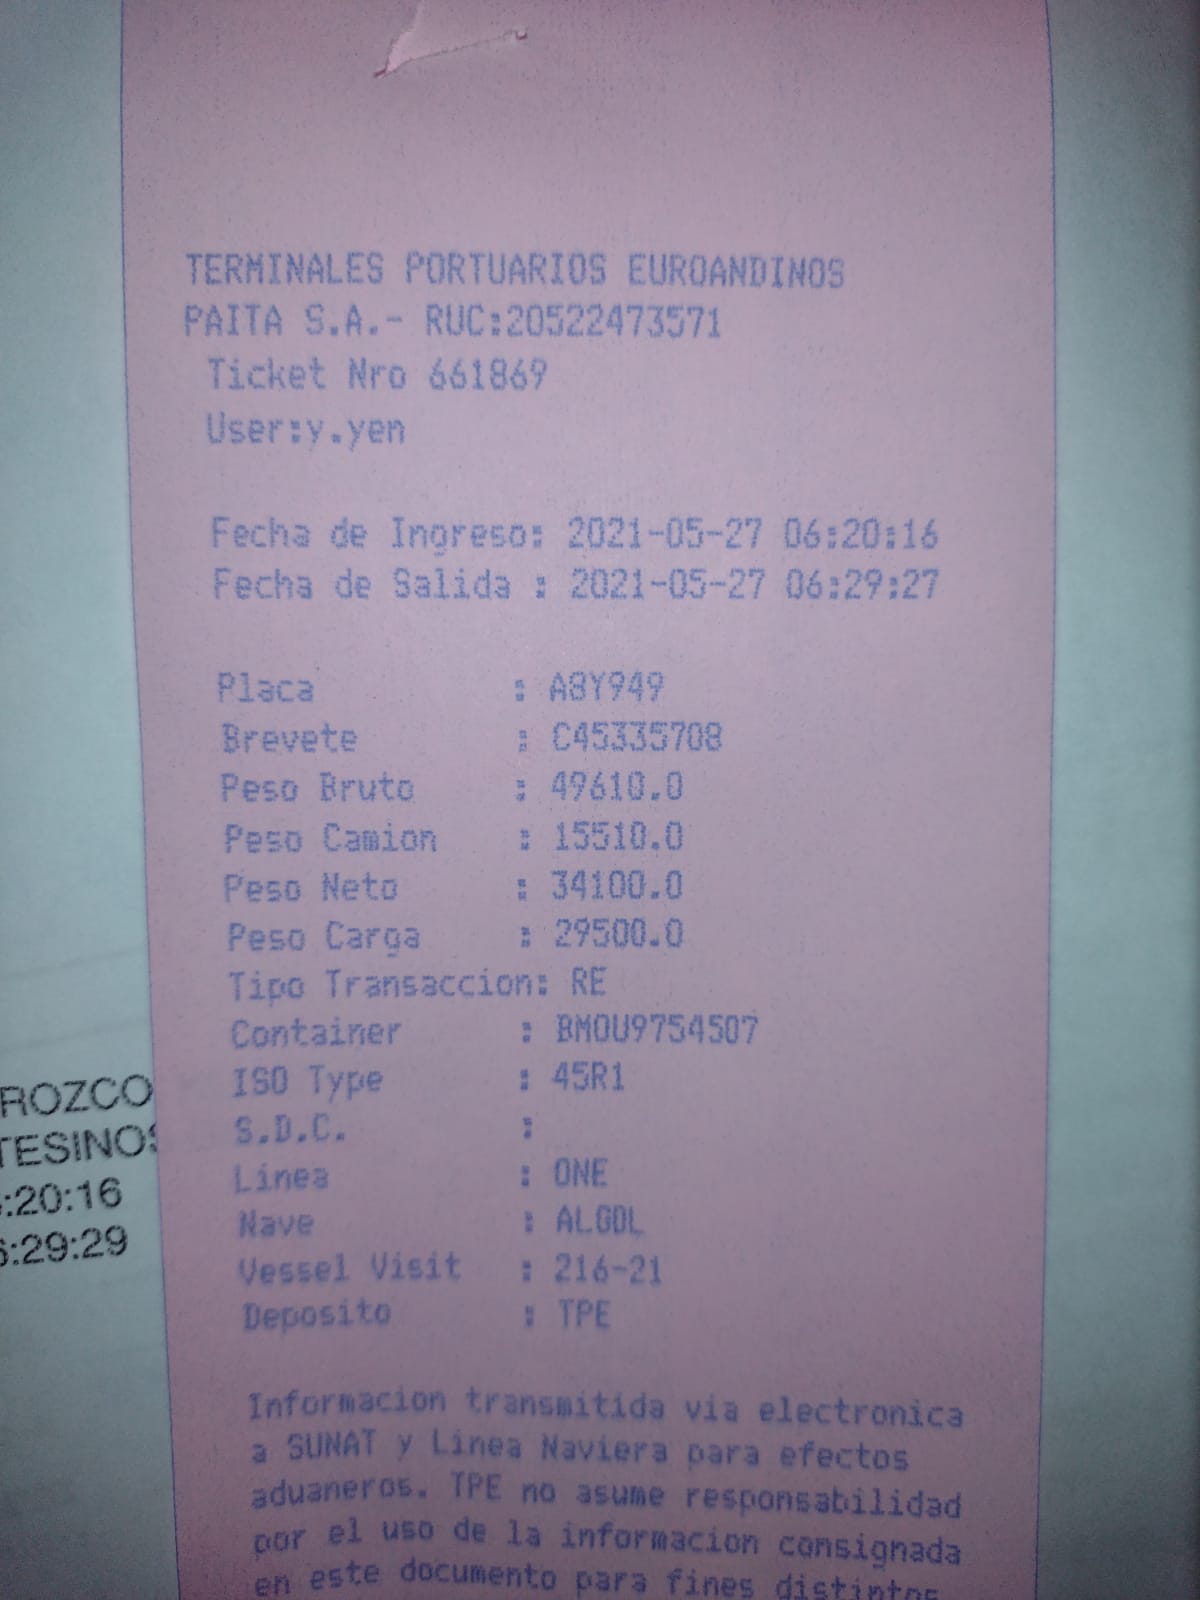 TERMINALES PORTUARIOS EUROANDINOS
PAITA S.A.- RUC:20522473571
Ticket Nro 661869
User:y.yen
Fecha de Ingreso: 2021-05-27 06:20:16
Fecha de Salida : 2021-05-27 06:29:27
Placa : A8Y949
Brevete : C45335708
Peso Bruto : 49610.0
Peso Camion : 15510.0
Peso Neto : 34100.0
Peso Carga : 29500.0
Tipo Transaccion: RE
Container : BMOU9754507
ISO Type : 45R1
S.D.C. :
Linea : ONE
Nave : ALGOL
Vessel Visit : 216-21
Deposito : TPE
Informacion transmitida via electronica
a SUNAT y Linea Naviera para efectos
aduaneros. TPE no asume responsabilidad
por el uso de la informacion consignada
en este documento para fines distintos
ROZCO
TESINOS
:20:16
6:29:29